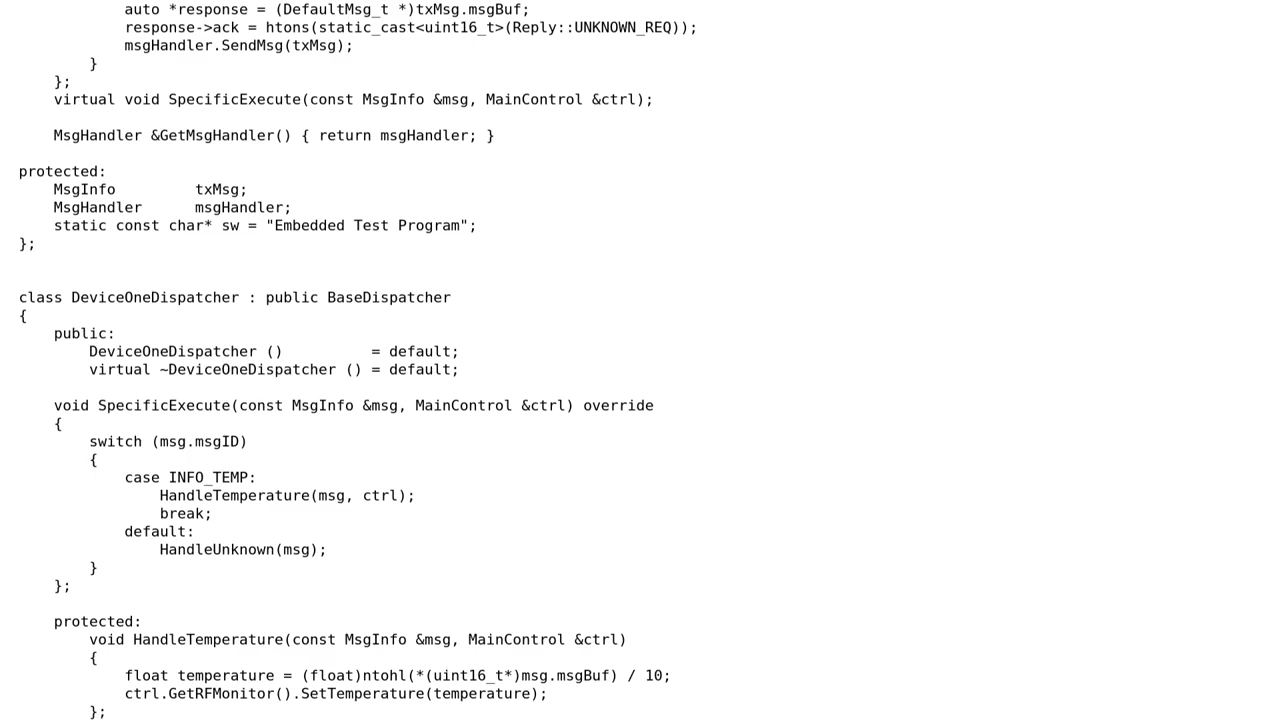 auto *response = (DefaultMsg_t *)txMsg.msgBuf;
            response->ack = htons(static_cast<uint16_t>(Reply::UNKNOWN_REQ));
            msgHandler.SendMsg(txMsg);
        }
    };
    virtual void SpecificExecute(const MsgInfo &msg, MainControl &ctrl);

    MsgHandler &GetMsgHandler() { return msgHandler; }

protected:
    MsgInfo         txMsg;
    MsgHandler      msgHandler;
    static const char* sw = "Embedded Test Program";
};


class DeviceOneDispatcher : public BaseDispatcher
{
    public:
        DeviceOneDispatcher ()          = default;
        virtual ~DeviceOneDispatcher () = default;

    void SpecificExecute(const MsgInfo &msg, MainControl &ctrl) override
    {
        switch (msg.msgID)
        {
            case INFO_TEMP:
                HandleTemperature(msg, ctrl);
                break;
            default:
                HandleUnknown(msg);
        }
    };

    protected:
        void HandleTemperature(const MsgInfo &msg, MainControl &ctrl)
        {
            float temperature = (float)ntohl(*(uint16_t*)msg.msgBuf) / 10;
            ctrl.GetRFMonitor().SetTemperature(temperature);
        };